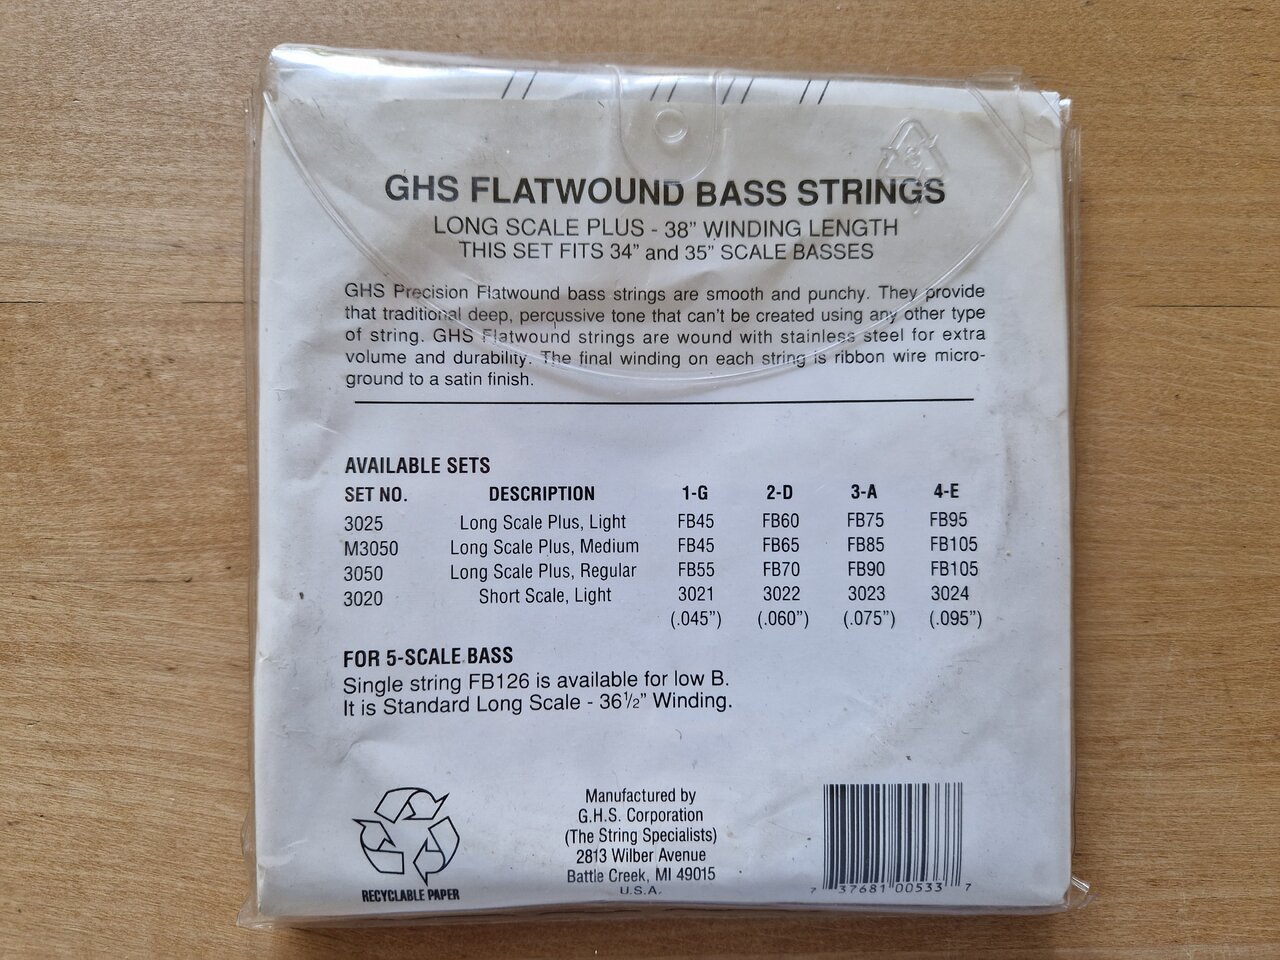 GHS FLATWOUND BASS STRINGS
LONG SCALE PLUS - 38” WINDING LENGTH
THIS SET FITS 34” and 35” SCALE BASSES
GHS Precision Flatwound bass strings are smooth and punchy. They provide
that traditional deep, percussive tone that can’t be created using any other type
of string. GHS Flatwound strings are wound with stainless steel for extra
volume and durability. The final winding on each string is ribbon wire micro-
ground to a satin finish.
AVAILABLE SETS
SET NO. DESCRIPTION 1-G 2-D 3-A 4-E
3025 Long Scale Plus, Light FB45 FB60 FB75 FB95
M3050 Long Scale Plus, Medium FB45 FB65 FB85 FB105
3050 Long Scale Plus, Regular FB55 FB70 FB90 FB105
3020 Short Scale, Light 3021 3022 3023 3024
(.045”) (.060”) (.075”) (.095”)
FOR 5-SCALE BASS
Single string FB126 is available for low B.
It is Standard Long Scale - 36½” Winding.
RECYCLABLE PAPER
Manufactured by
G.H.S. Corporation
(The String Specialists)
2813 Wilber Avenue
Battle Creek, MI 49015
U.S.A.
7 37681 00533 7